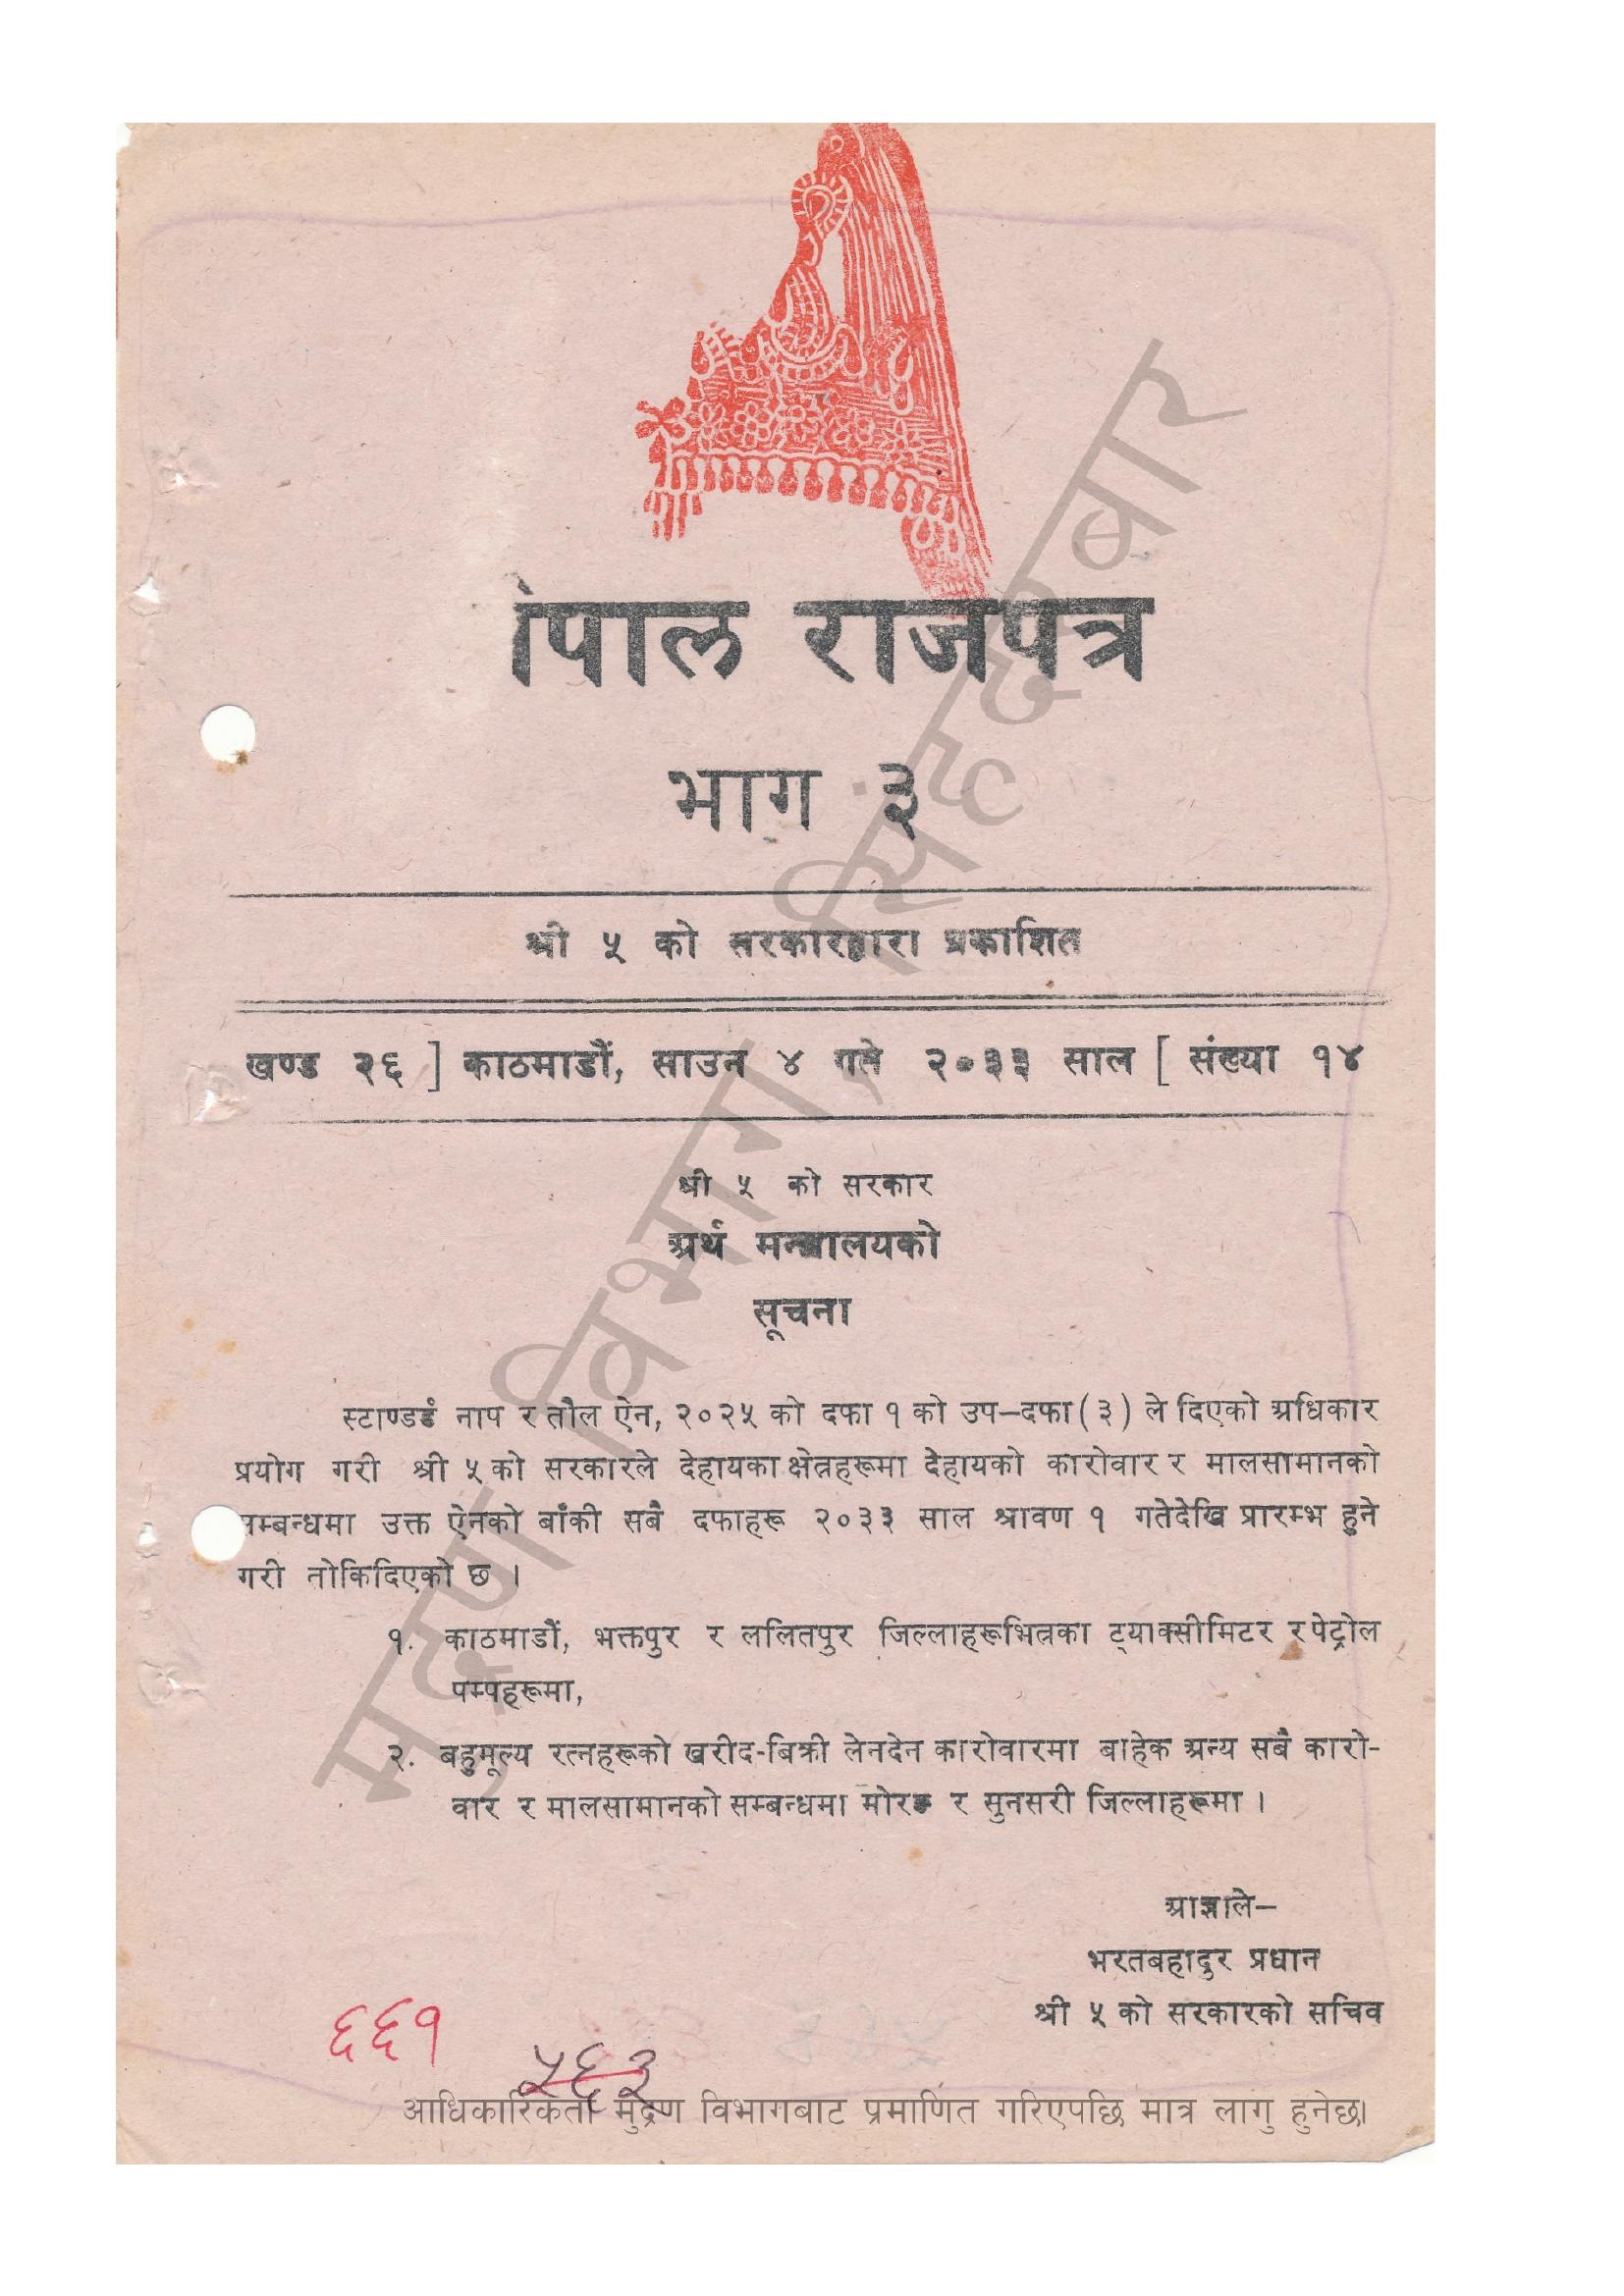 ेपाल राजपत्र
भाग ३
श्री ५ को सरकारद्वारा प्रकाशित
खण्ड २६ ] काठमाडौं, साउन ४ गते २०३३ साल [ संख्या १४
श्री ५ को सरकार
अर्थ मन्त्रालयको
सूचना
स्टाण्डर्ड नाप र तौल ऐन, २०२५ को दफा १ को उप–दफा (३) ले दिएको अधिकार
प्रयोग गरी श्री ५ को सरकारले देहायका क्षेत्रहरूमा देहायको कारोवार र मालसामानको
सम्बन्धमा उक्त ऐनको बाँकी सबै दफाहरू २०३३ साल श्रावण १ गतेदेखि प्रारम्भ हुने
गरी तोकिदिएको छ ।
१. काठमाडौं, भक्तपुर र ललितपुर जिल्लाहरूभित्रका ट्याक्सीमिटर र पेट्रोल
पम्पहरूमा,
२. बहुमूल्य रत्नहरूको खरीद-बिक्री लेनदेन कारोवारमा बाहेक अन्य सबै कारो-
वार र मालसामानको सम्बन्धमा मोरङ र सुनसरी जिल्लाहरूमा ।
आज्ञाले–
भरतबहादुर प्रधान
श्री ५ को सरकारको सचिव
६६१
५६३
आधिकारिकता मुद्रण विभागबाट प्रमाणित गरिएपछि मात्र लागु हुनेछ।
मुद्रण विभाग, सिंहदरबार